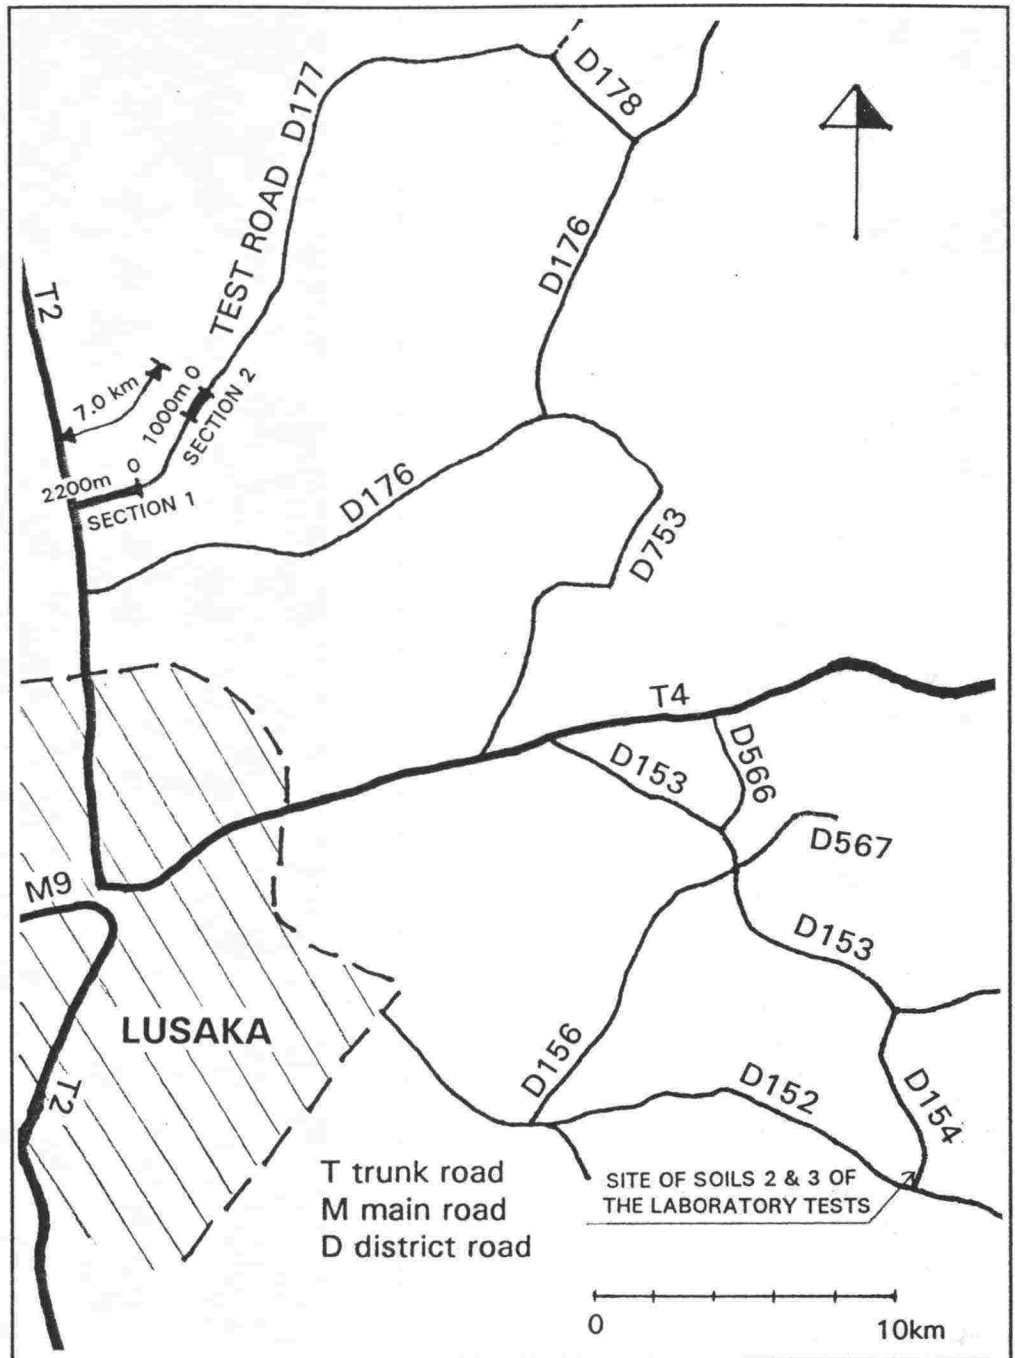 D178
TEST ROAD D177
D176
T2
7.0 km
1000m 0
SECTION 2
2200m 0
SECTION 1
D176
D753
T4
D566
D153
D567
M9
D153
LUSAKA
D156
D152
D154
T2
T trunk road
M main road
D district road
SITE OF SOILS 2 & 3 OF
THE LABORATORY TESTS
0 10km